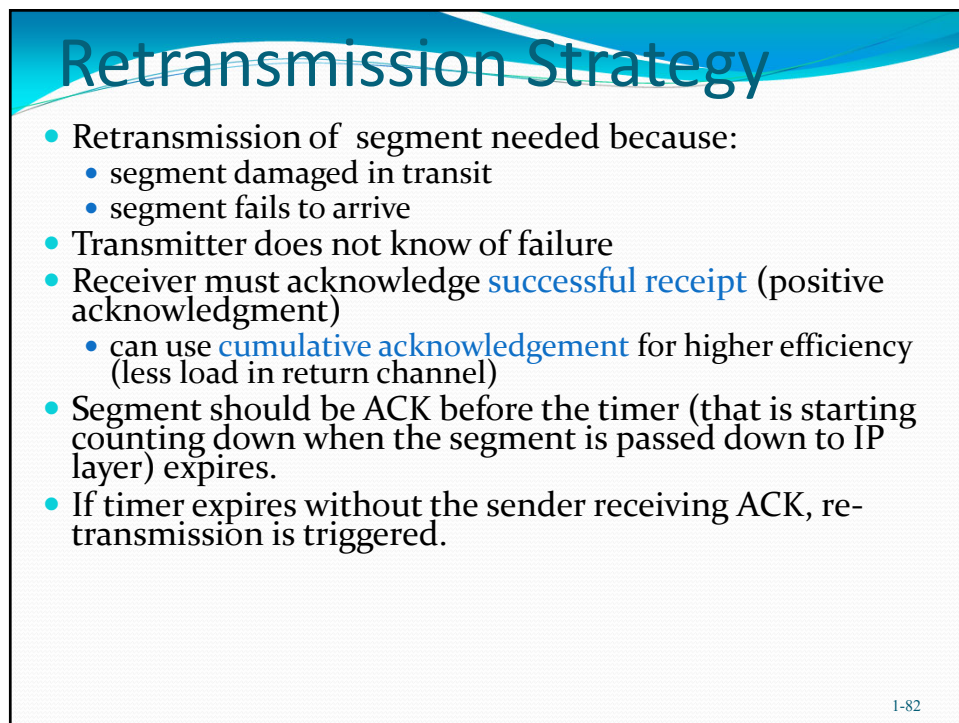 Retransmission Strategy
• Retransmission of segment needed because:
• segment damaged in transit
• segment fails to arrive
• Transmitter does not know of failure
• Receiver must acknowledge successful receipt (positive
acknowledgment)
• can use cumulative acknowledgement for higher efficiency
(less load in return channel)
• Segment should be ACK before the timer (that is starting
counting down when the segment is passed down to IP
layer) expires.
• If timer expires without the sender receiving ACK, re-
transmission is triggered.
1-82